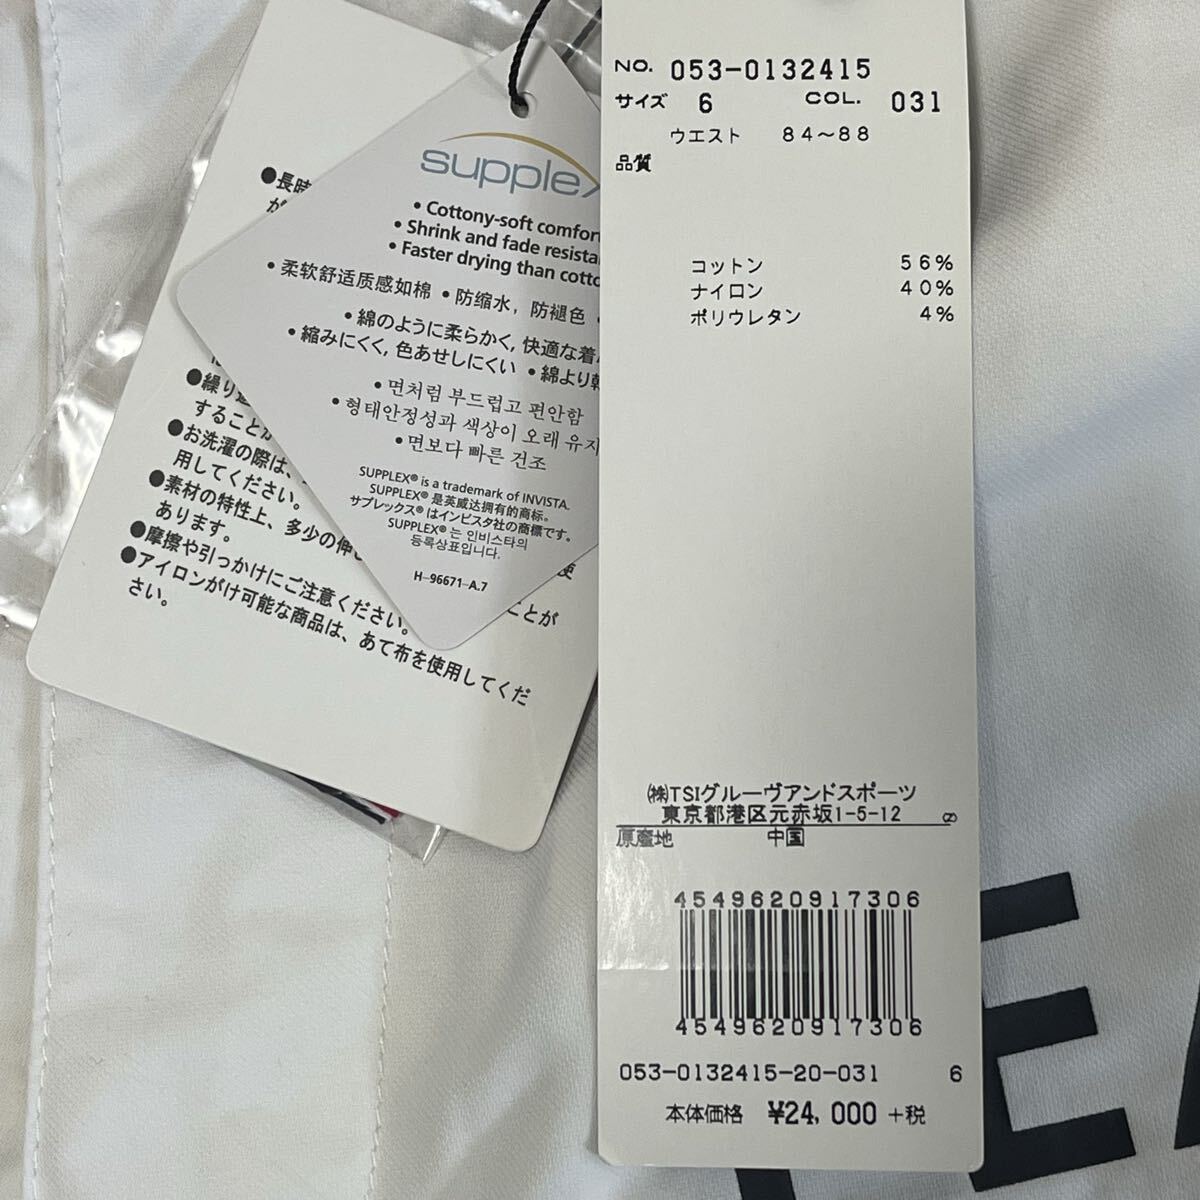 NO. 053-0132415
サイズ 6 COL. 031
ウエスト 84～88
品質
コットン 56%
ナイロン 40%
ポリウレタン 4%
㈱TSIグルーヴアンドスポーツ
東京都港区元赤坂1-5-12
原産地 中国
4549620917306
4549620917306
053-0132415-20-031 6
本体価格 ¥24,000+税
supplex
• Cottony-soft comfort
• Shrink and fade resista
• Faster drying than cotto
• 柔软舒适质感如棉 • 防缩水，防褪色 •
• 綿のように柔らかく, 快適な着
• 縮みにくく, 色あせしにくい • 綿より乾
• 면처럼 부드럽고 편안함
• 형태안정성과 색상이 오래 유지
• 면보다 빠른 건조
SUPPLEX® is a trademark of INVISTA.
SUPPLEX® 是英威达拥有的商标。
サプレックス® はインビスタ社の商標です。
SUPPLEX® 는 인비스타의
등록상표입니다.
H-96671-A.7
●長時
が
●繰り返
することが
●お洗濯の際は、
用してください。
●素材の特性上、多少の伸び
あります。
●摩擦や引っかけにご注意ください。
ことが
●アイロンがけ可能な商品は、あて布を使用してくだ
さい。
LEA